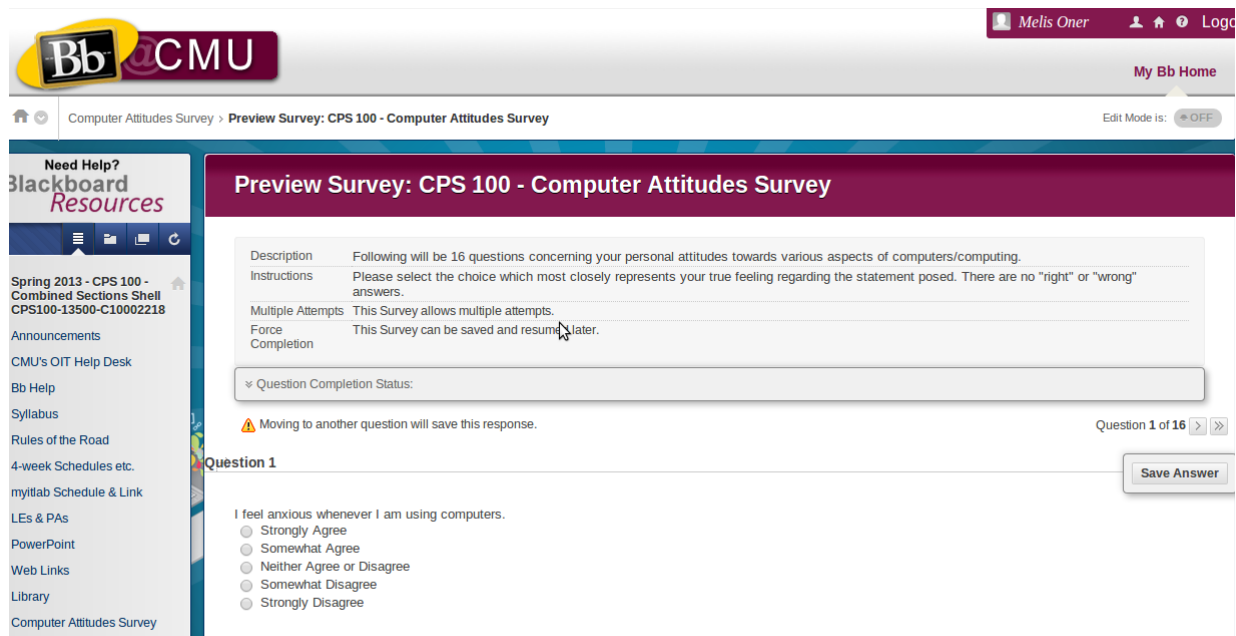 Melis Oner
Logo
Bb @CMU
My Bb Home
Computer Attitudes Survey > Preview Survey: CPS 100 - Computer Attitudes Survey
Edit Mode is: OFF
Need Help?
Blackboard
Resources
Preview Survey: CPS 100 - Computer Attitudes Survey
Description Following will be 16 questions concerning your personal attitudes towards various aspects of computers/computing.
Instructions Please select the choice which most closely represents your true feeling regarding the statement posed. There are no "right" or "wrong"
answers.
Multiple Attempts This Survey allows multiple attempts.
Force This Survey can be saved and resumed later.
Completion
Question Completion Status:
Moving to another question will save this response.
Question 1 of 16 > >>
Question 1
Save Answer
I feel anxious whenever I am using computers.
Strongly Agree
Somewhat Agree
Neither Agree or Disagree
Somewhat Disagree
Strongly Disagree
Spring 2013 - CPS 100 -
Combined Sections Shell
CPS100-13500-C10002218
Announcements
CMU's OIT Help Desk
Bb Help
Syllabus
Rules of the Road
4-week Schedules etc.
myitlab Schedule & Link
LEs & PAs
PowerPoint
Web Links
Library
Computer Attitudes Survey